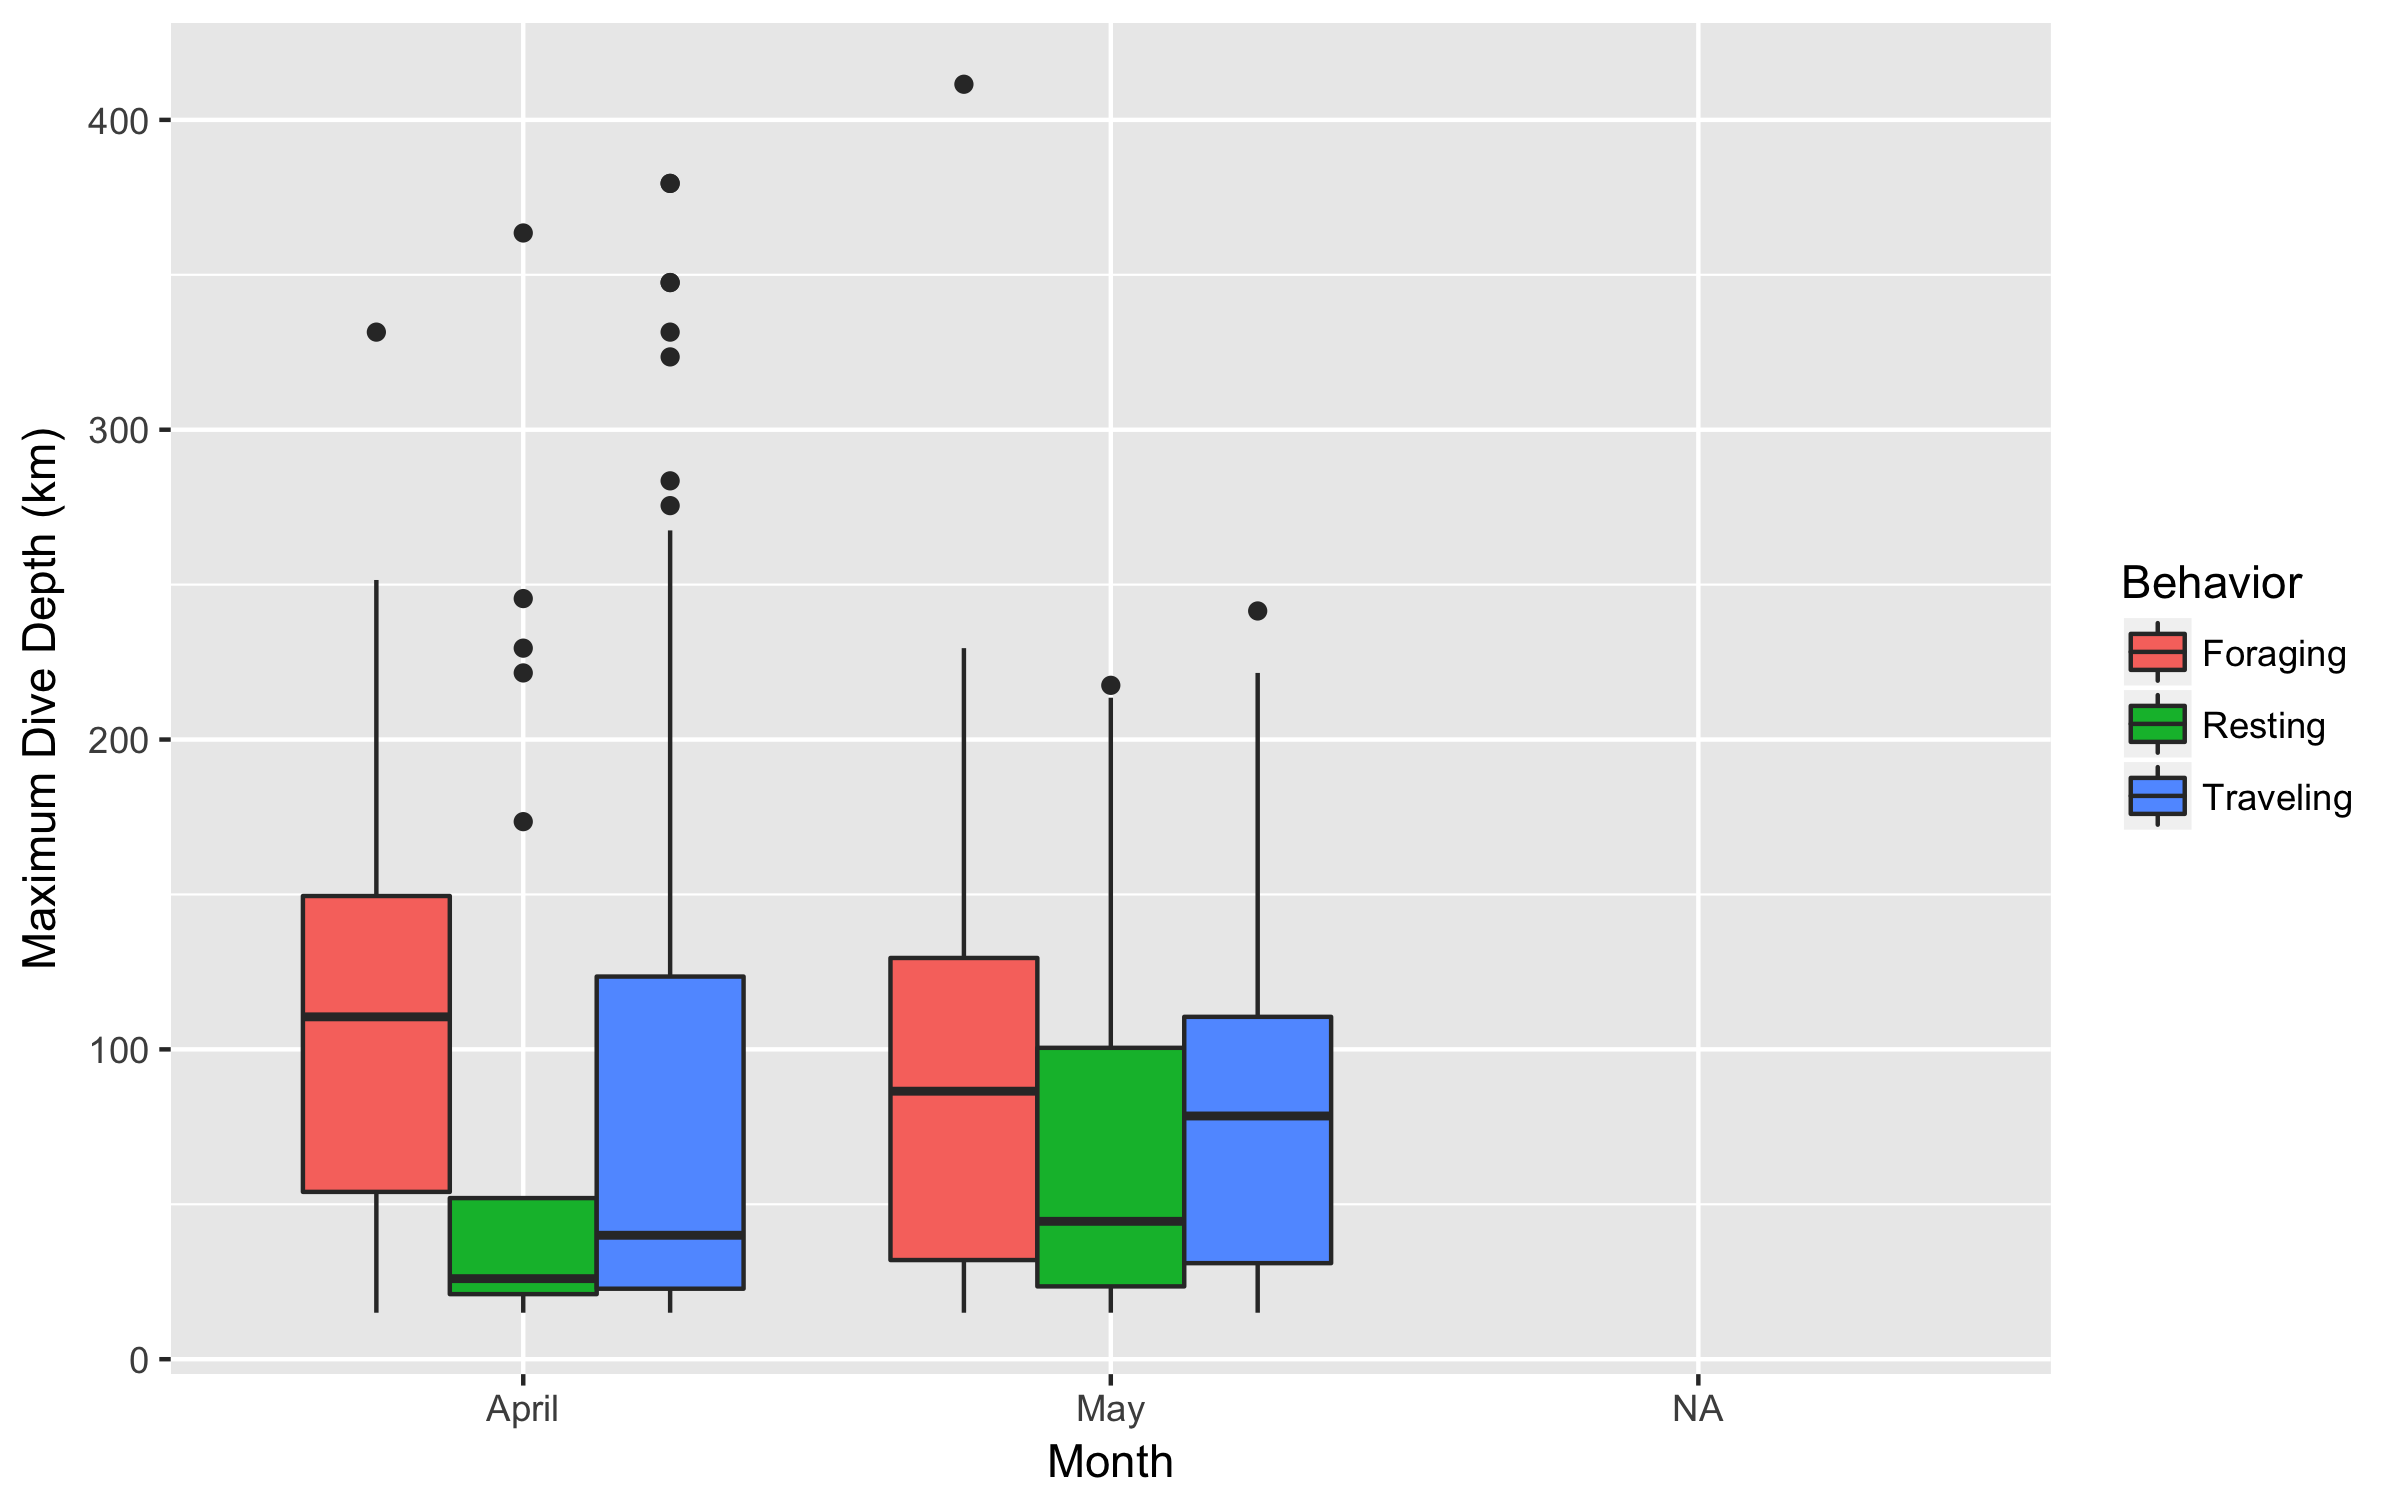 Maximum Dive Depth (km)
400
300
200
100
0
April
May
NA
Month
Behavior
Foraging
Resting
Traveling